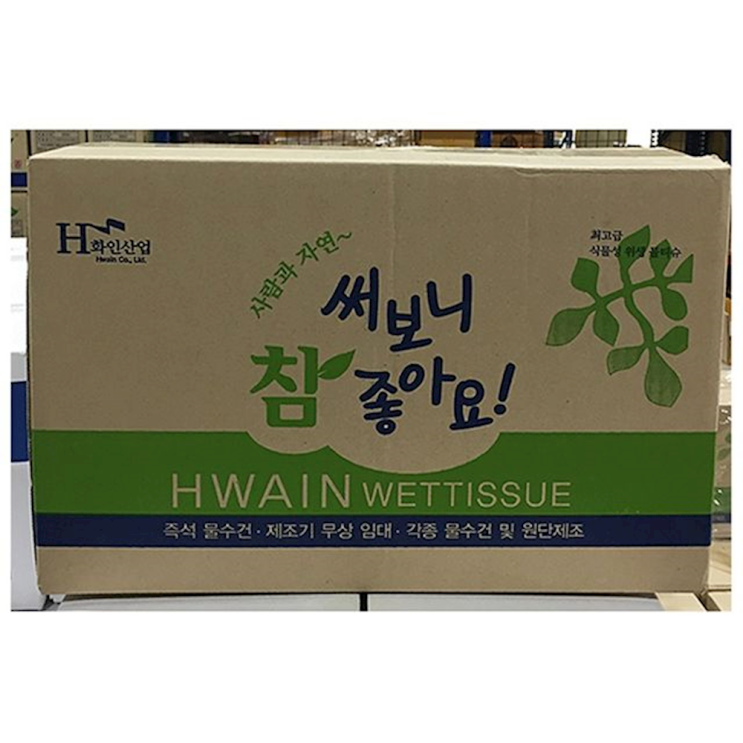 H 화인산업
Hwain Co., Ltd.
사람과 자연~
써보니
참 좋아요!
최고급
식품성 위생 물티슈
HWAIN WETTISSUE
즉석 물수건 · 제조기 무상 임대 · 각종 물수건 및 원단제조